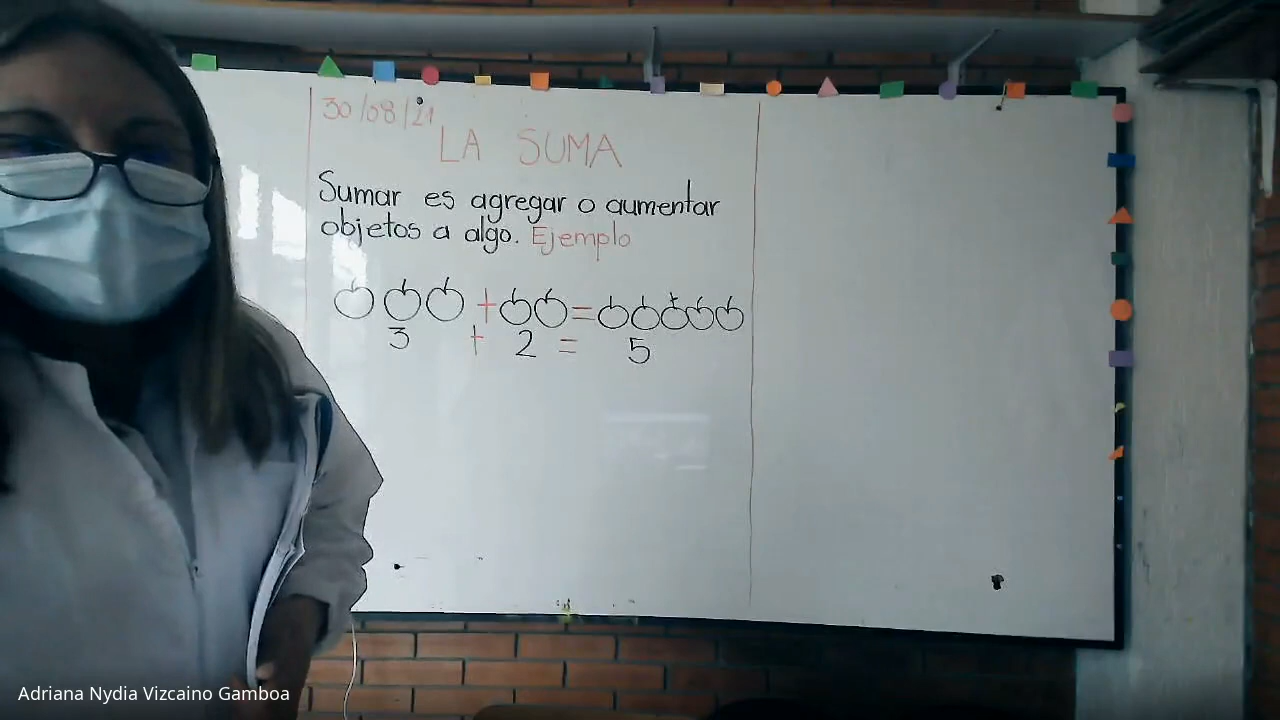 30/08/21
LA SUMA
Sumar es agregar o aumentar
objetos a algo. Ejemplo
+ =
3 + 2 = 5
Adriana Nydia Vizcaino Gamboa